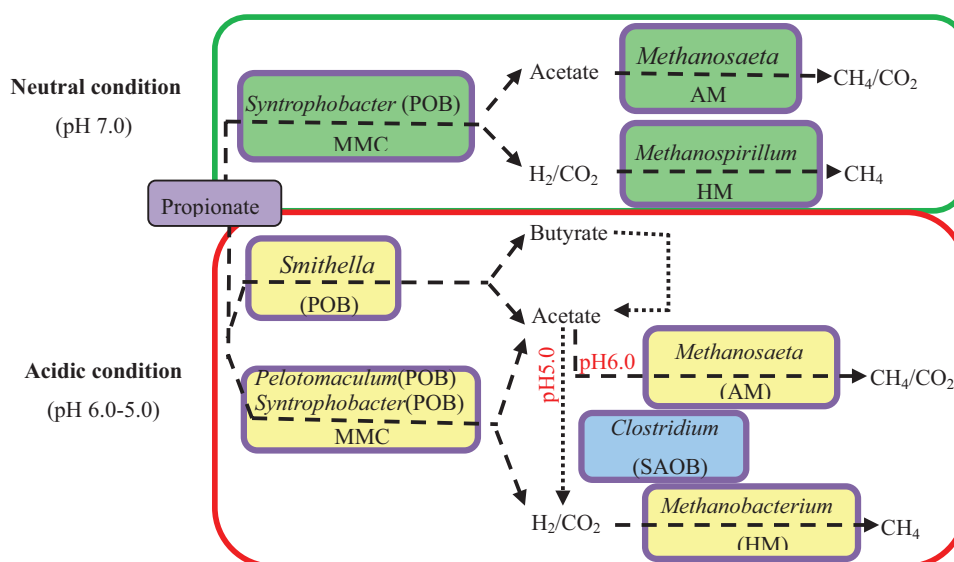 Neutral condition
(pH 7.0)
Syntrophobacter (POB)
MMC
Acetate
Methanosaeta
AM
CH₄/CO₂
H₂/CO₂
Methanospirillum
HM
CH₄
Propionate
Acidic condition
(pH 6.0-5.0)
Smithella
(POB)
Butyrate
Acetate
Pelotomaculum(POB)
Syntrophobacter(POB)
MMC
pH5.0
pH6.0
Methanosaeta
(AM)
CH₄/CO₂
Clostridium
(SAOB)
H₂/CO₂
Methanobacterium
(HM)
CH₄